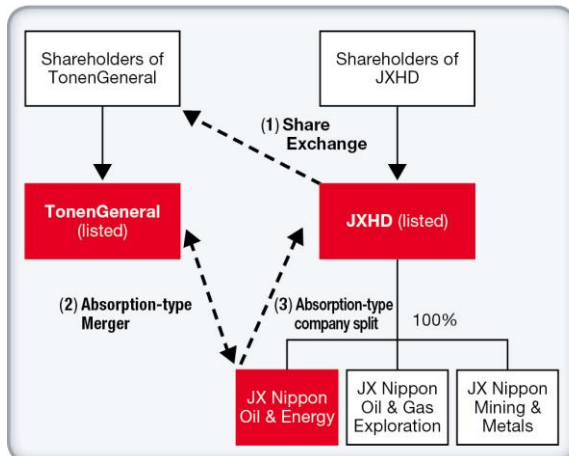 Shareholders of
TonenGeneral
Shareholders of
JXHD
(1) Share
Exchange
TonenGeneral
(listed)
JXHD (listed)
(2) Absorption-type
Merger
(3) Absorption-type
company split
100%
JX Nippon
Oil & Energy
JX Nippon
Oil & Gas
Exploration
JX Nippon
Mining &
Metals